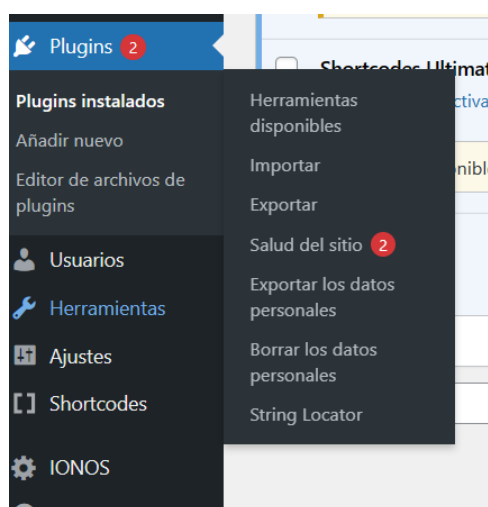 Plugins 2
Plugins instalados
Añadir nuevo
Editor de archivos de
plugins
Usuarios
Herramientas
Ajustes
Shortcodes
IONOS
Herramientas
disponibles
Importar
Exportar
Salud del sitio 2
Exportar los datos
personales
Borrar los datos
personales
String Locator
Shortcodes Ultimat
ctiva
nible